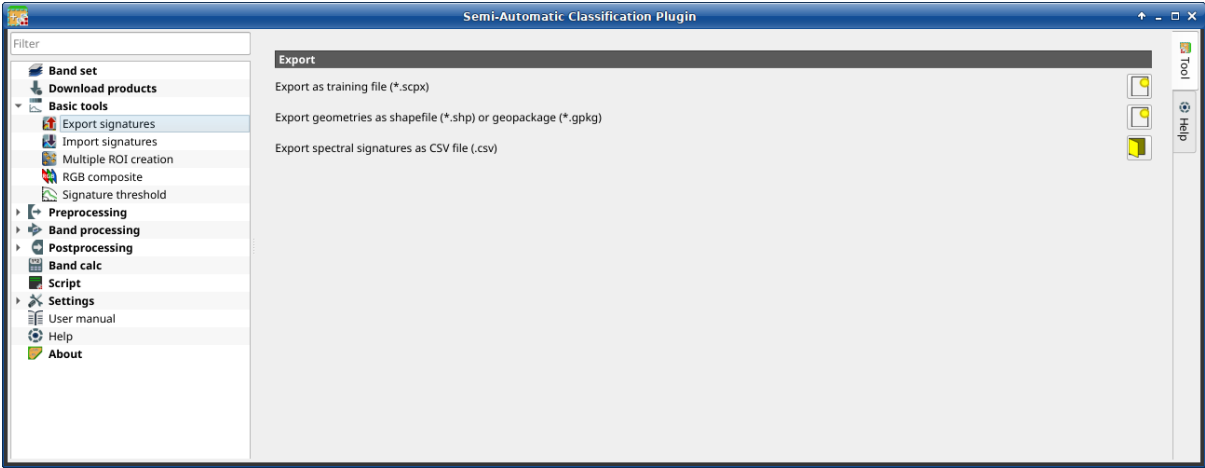 Semi-Automatic Classification Plugin
Filter
Band set
Download products
Basic tools
Export signatures
Import signatures
Multiple ROI creation
RGB composite
Signature threshold
Preprocessing
Band processing
Postprocessing
Band calc
Script
Settings
User manual
Help
About
Export
Export as training file (*.scpx)
Export geometries as shapefile (*.shp) or geopackage (*.gpkg)
Export spectral signatures as CSV file (.csv)
Tool
Help